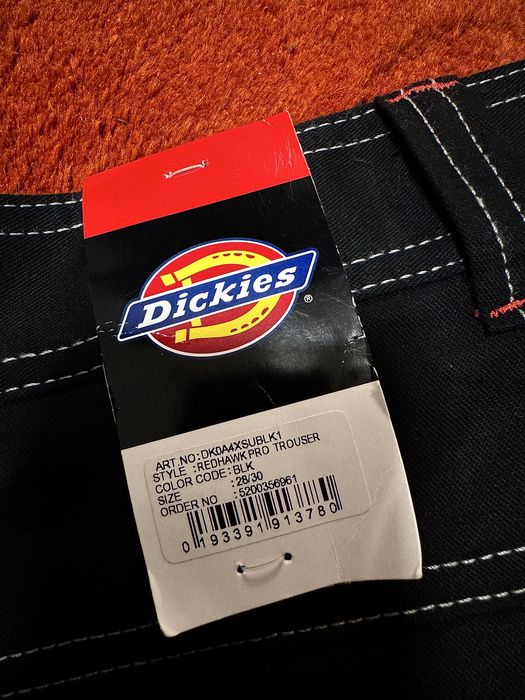 Dickies®
ART.NO:DK0A4XSUBLK1
STYLE :REDHAWK PRO TROUSER
COLOR CODE:BLK
SIZE :28/30
ORDER NO :5200356961
0 193391 913780